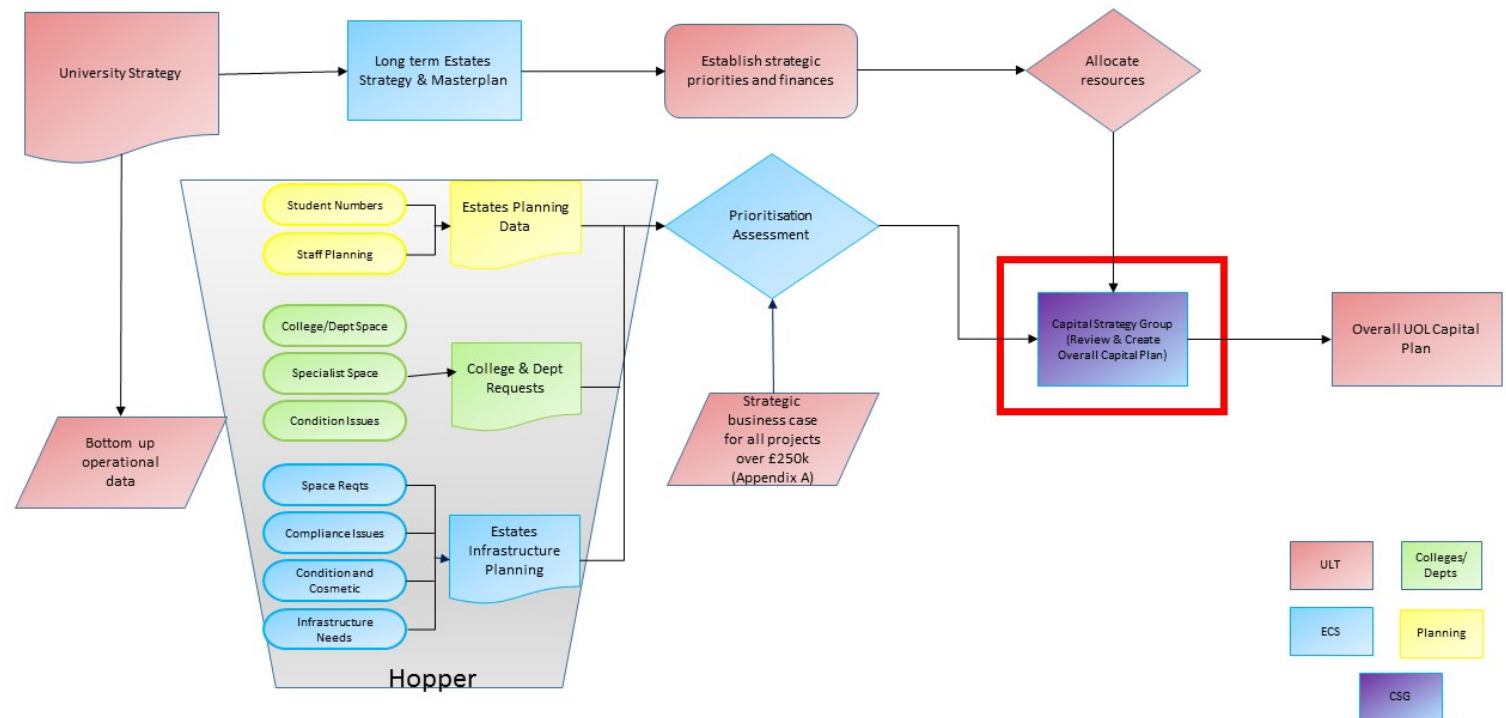 University Strategy
Long term Estates
Strategy & Masterplan
Establish strategic
priorities and finances
Allocate
resources
Student Numbers
Staff Planning
Estates Planning
Data
Prioritisation
Assessment
College/Dept Space
Specialist Space
Condition Issues
College & Dept
Requests
Capital Strategy Group
(Review & Create
Overall Capital Plan)
Overall UOL Capital
Plan
Strategic
business case
for all projects
over £250k
(Appendix A)
Bottom up
operational
data
Space Reqts
Compliance Issues
Condition and
Cosmetic
Infrastructure
Needs
Estates
Infrastructure
Planning
Hopper
ULT
Colleges/
Depts
ECS
Planning
CSG